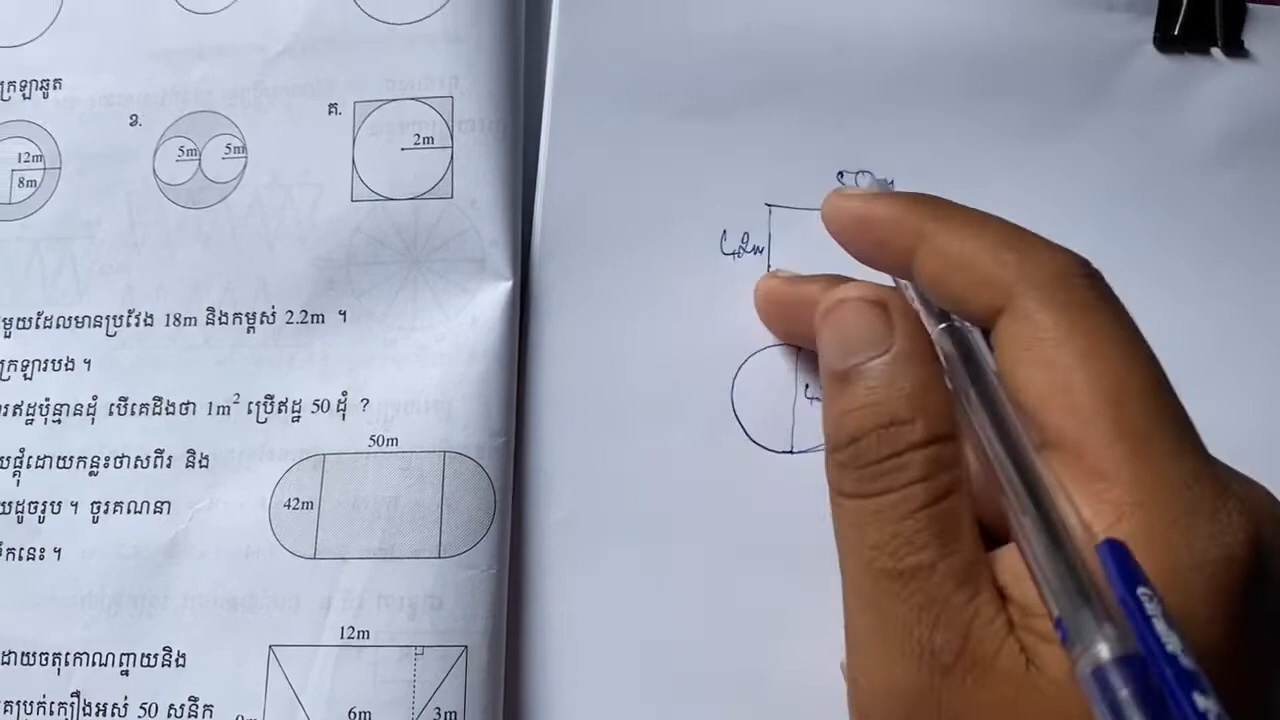 ក្រឡាឆូត
12m
8m
ខ.
5m
5m
គ.
2m
មួយដែលមានប្រវែង 18m និងកម្ពស់ 2.2m ។
ក្រឡារបង ។
ឥដ្ឋប៉ុន្មានដុំ បើគេដឹងថា 1m² ប្រើឥដ្ឋ 50 ដុំ ?
ផ្គុំដោយកន្លះថាសពីរ និង
ដូចរូប ។ ចូរគណនា
នេះ ។
50m
42m
ដោយចតុកោណព្នាយនិង
គេប្រក់ក្បឿងអស់ 50 សន្លឹក
12m
6m
3m
50m
42m